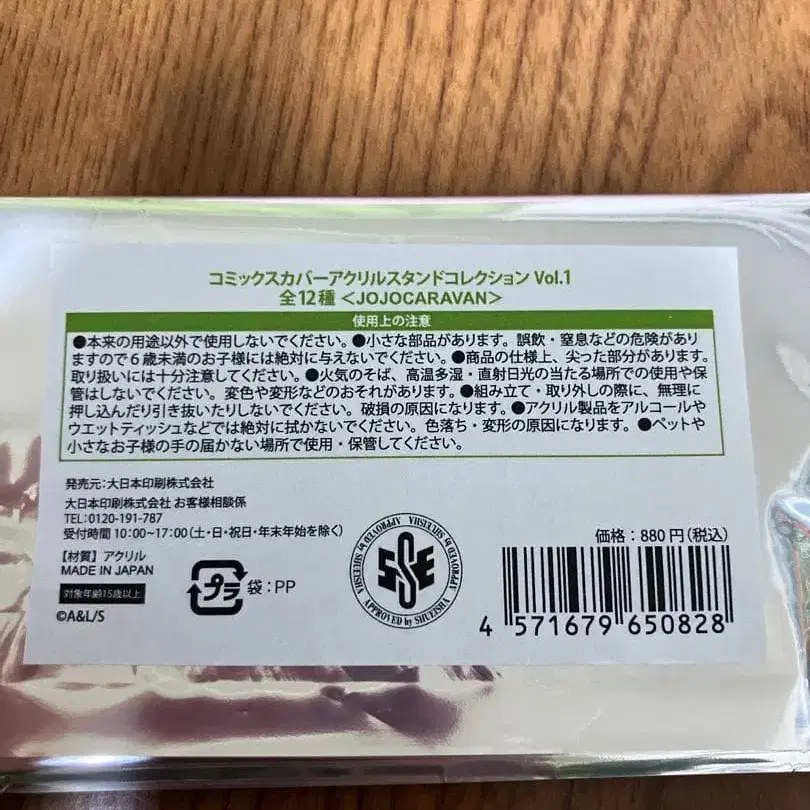 コミックスカバーアクリルスタンドコレクション Vol.1
全12種 <JOJOCARAVAN>
使用上の注意
●本来の用途以外で使用しないでください。●小さな部品があります。誤飲・窒息などの危険があり
ますので６歳未満のお子様には絶対に与えないでください。●商品の仕様上、尖った部分があります。
取り扱いには十分注意してください。●火気のそば、高温多湿・直射日光の当たる場所での使用や保
管はしないでください。変色や変形などのおそれがあります。●組み立て・取り外しの際に、無理に
押し込んだり引き抜いたりしないでください。破損の原因になります。●アクリル製品をアルコールや
ウエットティッシュなどでは絶対に拭かないでください。色落ち・変形の原因になります。●ペットや
小さなお子様の手の届かない場所で使用・保管してください。
発売元：大日本印刷株式会社
大日本印刷株式会社 お客様相談係
TEL：0120-191-787
受付時間 10：00〜17：00（土・日・祝日・年末年始を除く）
【材質】アクリル
MADE IN JAPAN
対象年齢15歳以上
©A&L/S
プラ
袋：PP
APPROVED by SHUEISHA
APPROVED by SHUEISHA
SE
価格：880円（税込）
4 571679 650828